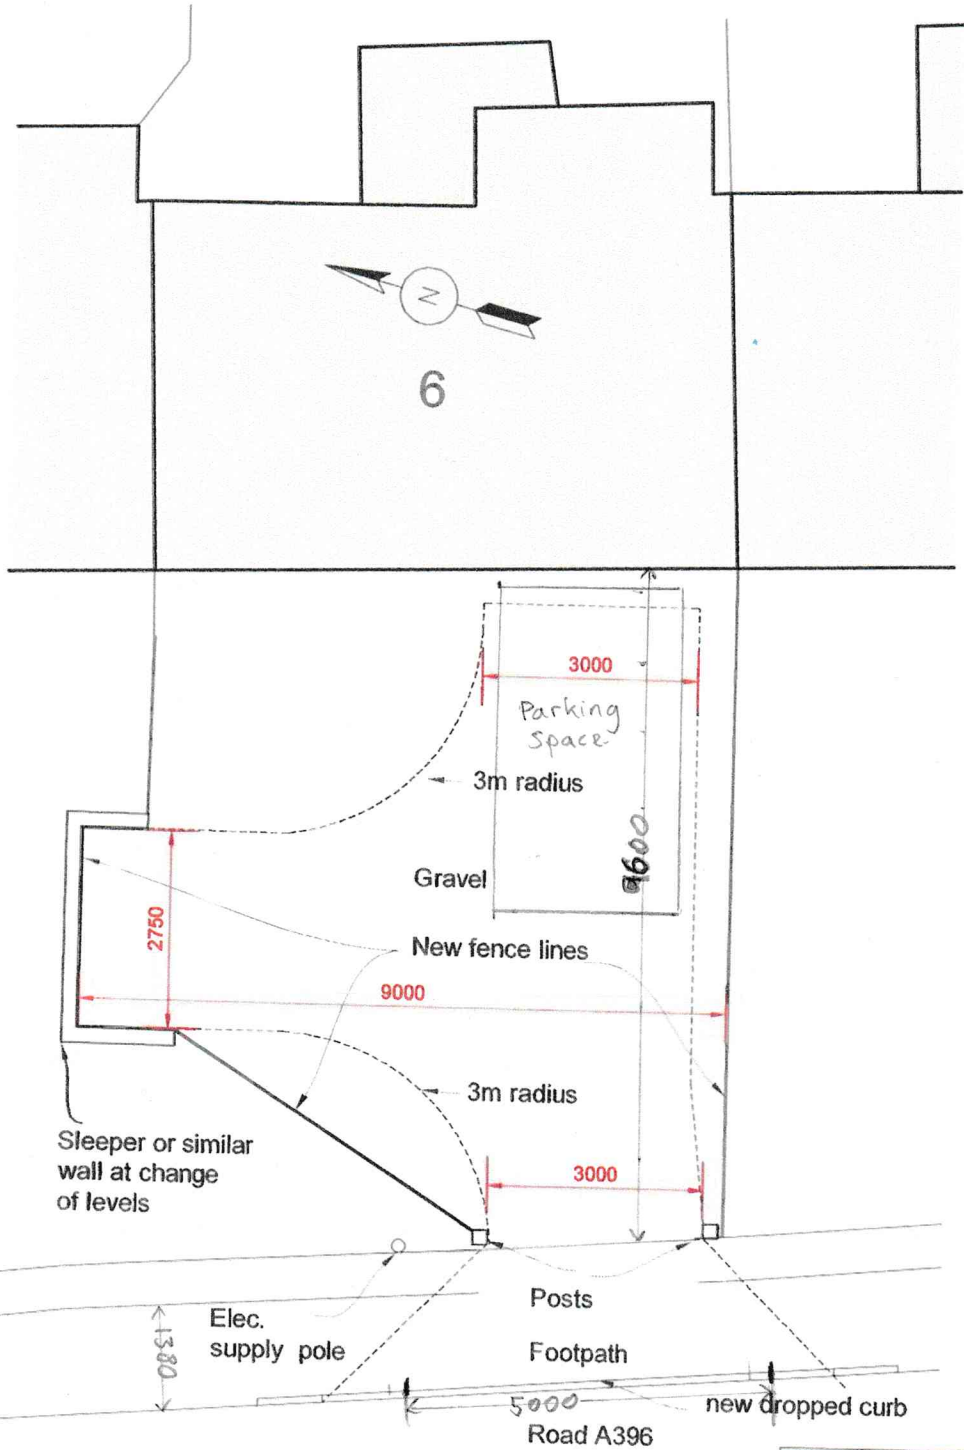 N
6
3000
Parking
Space
3m radius
9600
Gravel
2750
New fence lines
9000
3m radius
Sleeper or similar
wall at change
of levels
3000
Posts
Elec.
supply pole
1380
Footpath
5000
new dropped curb
Road A396